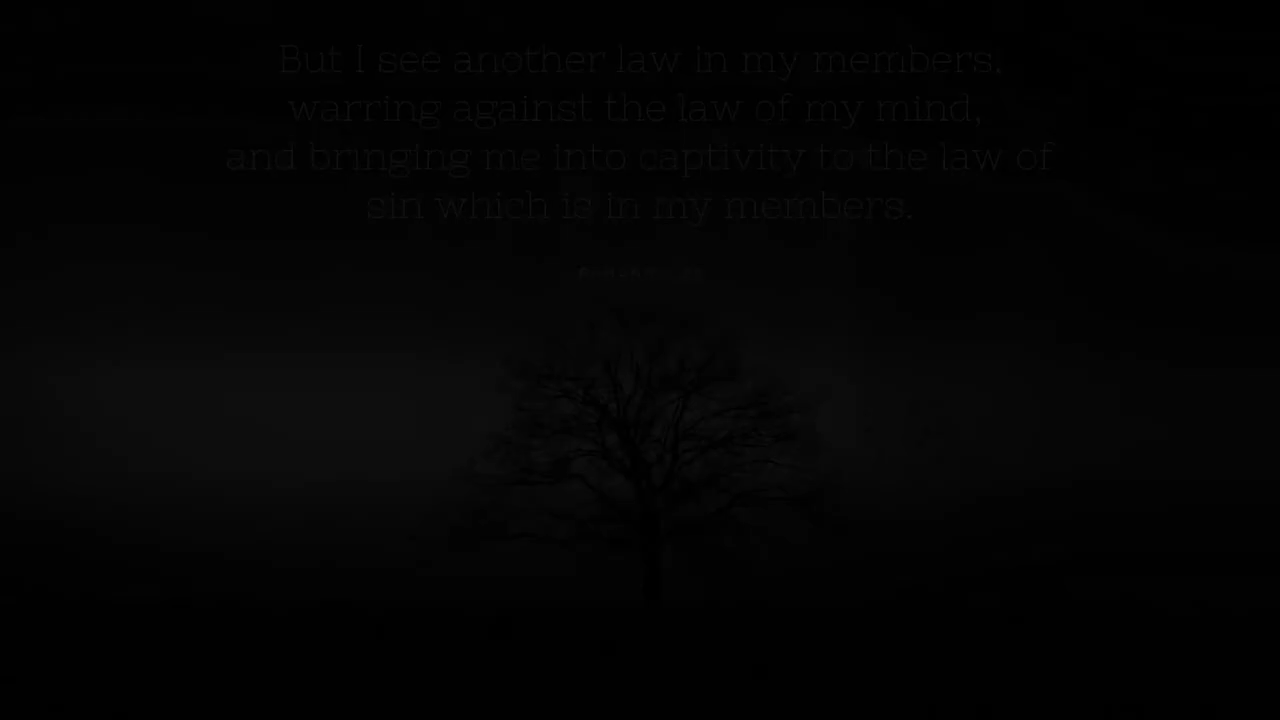 But I see another law in my members,
warring against the law of my mind,
and bringing me into captivity to the law of
sin which is in my members.